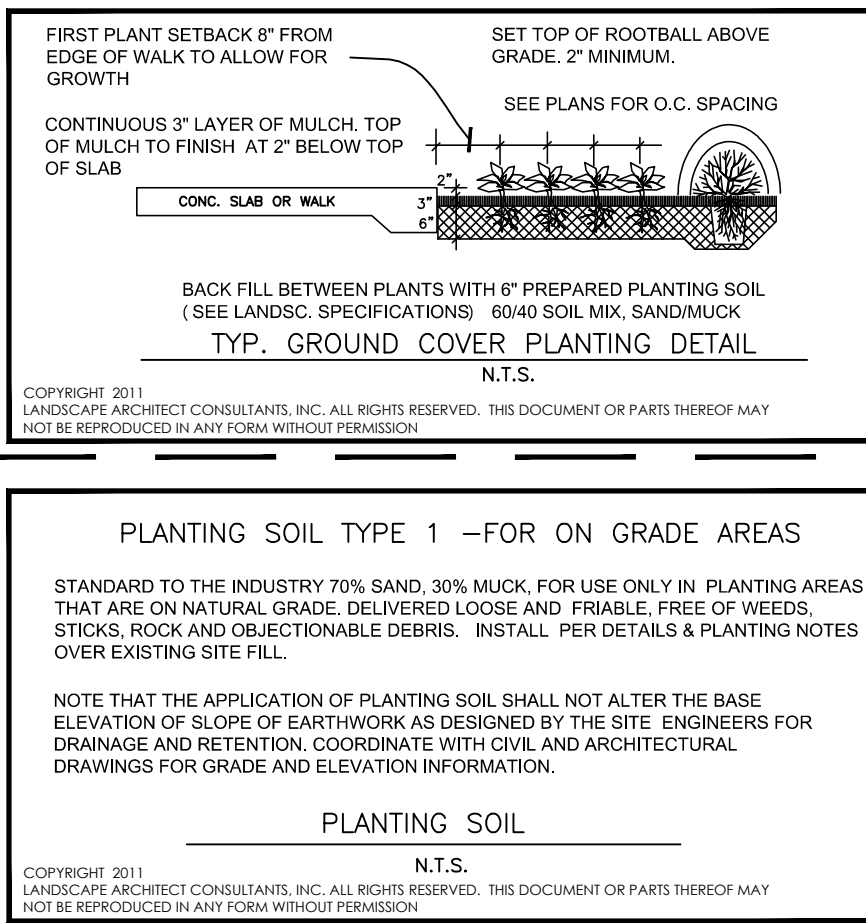 FIRST PLANT SETBACK 8" FROM
EDGE OF WALK TO ALLOW FOR
GROWTH
SET TOP OF ROOTBALL ABOVE
GRADE. 2" MINIMUM.
SEE PLANS FOR O.C. SPACING
CONTINUOUS 3" LAYER OF MULCH. TOP
OF MULCH TO FINISH AT 2" BELOW TOP
OF SLAB
2"
CONC. SLAB OR WALK
3"
6"
BACK FILL BETWEEN PLANTS WITH 6" PREPARED PLANTING SOIL
( SEE LANDSC. SPECIFICATIONS) 60/40 SOIL MIX, SAND/MUCK
TYP. GROUND COVER PLANTING DETAIL
N.T.S.
COPYRIGHT 2011
LANDSCAPE ARCHITECT CONSULTANTS, INC. ALL RIGHTS RESERVED. THIS DOCUMENT OR PARTS THEREOF MAY
NOT BE REPRODUCED IN ANY FORM WITHOUT PERMISSION
PLANTING SOIL TYPE 1 -FOR ON GRADE AREAS
STANDARD TO THE INDUSTRY 70% SAND, 30% MUCK, FOR USE ONLY IN PLANTING AREAS
THAT ARE ON NATURAL GRADE. DELIVERED LOOSE AND FRIABLE, FREE OF WEEDS,
STICKS, ROCK AND OBJECTIONABLE DEBRIS. INSTALL PER DETAILS & PLANTING NOTES
OVER EXISTING SITE FILL.
NOTE THAT THE APPLICATION OF PLANTING SOIL SHALL NOT ALTER THE BASE
ELEVATION OF SLOPE OF EARTHWORK AS DESIGNED BY THE SITE ENGINEERS FOR
DRAINAGE AND RETENTION. COORDINATE WITH CIVIL AND ARCHITECTURAL
DRAWINGS FOR GRADE AND ELEVATION INFORMATION.
PLANTING SOIL
N.T.S.
COPYRIGHT 2011
LANDSCAPE ARCHITECT CONSULTANTS, INC. ALL RIGHTS RESERVED. THIS DOCUMENT OR PARTS THEREOF MAY
NOT BE REPRODUCED IN ANY FORM WITHOUT PERMISSION